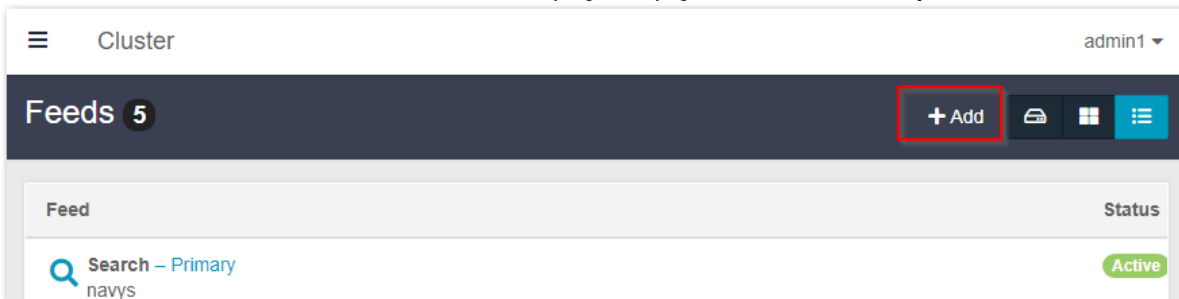 Cluster admin1
Feeds 5 + Add
Feed Status
Search – Primary Active
navys